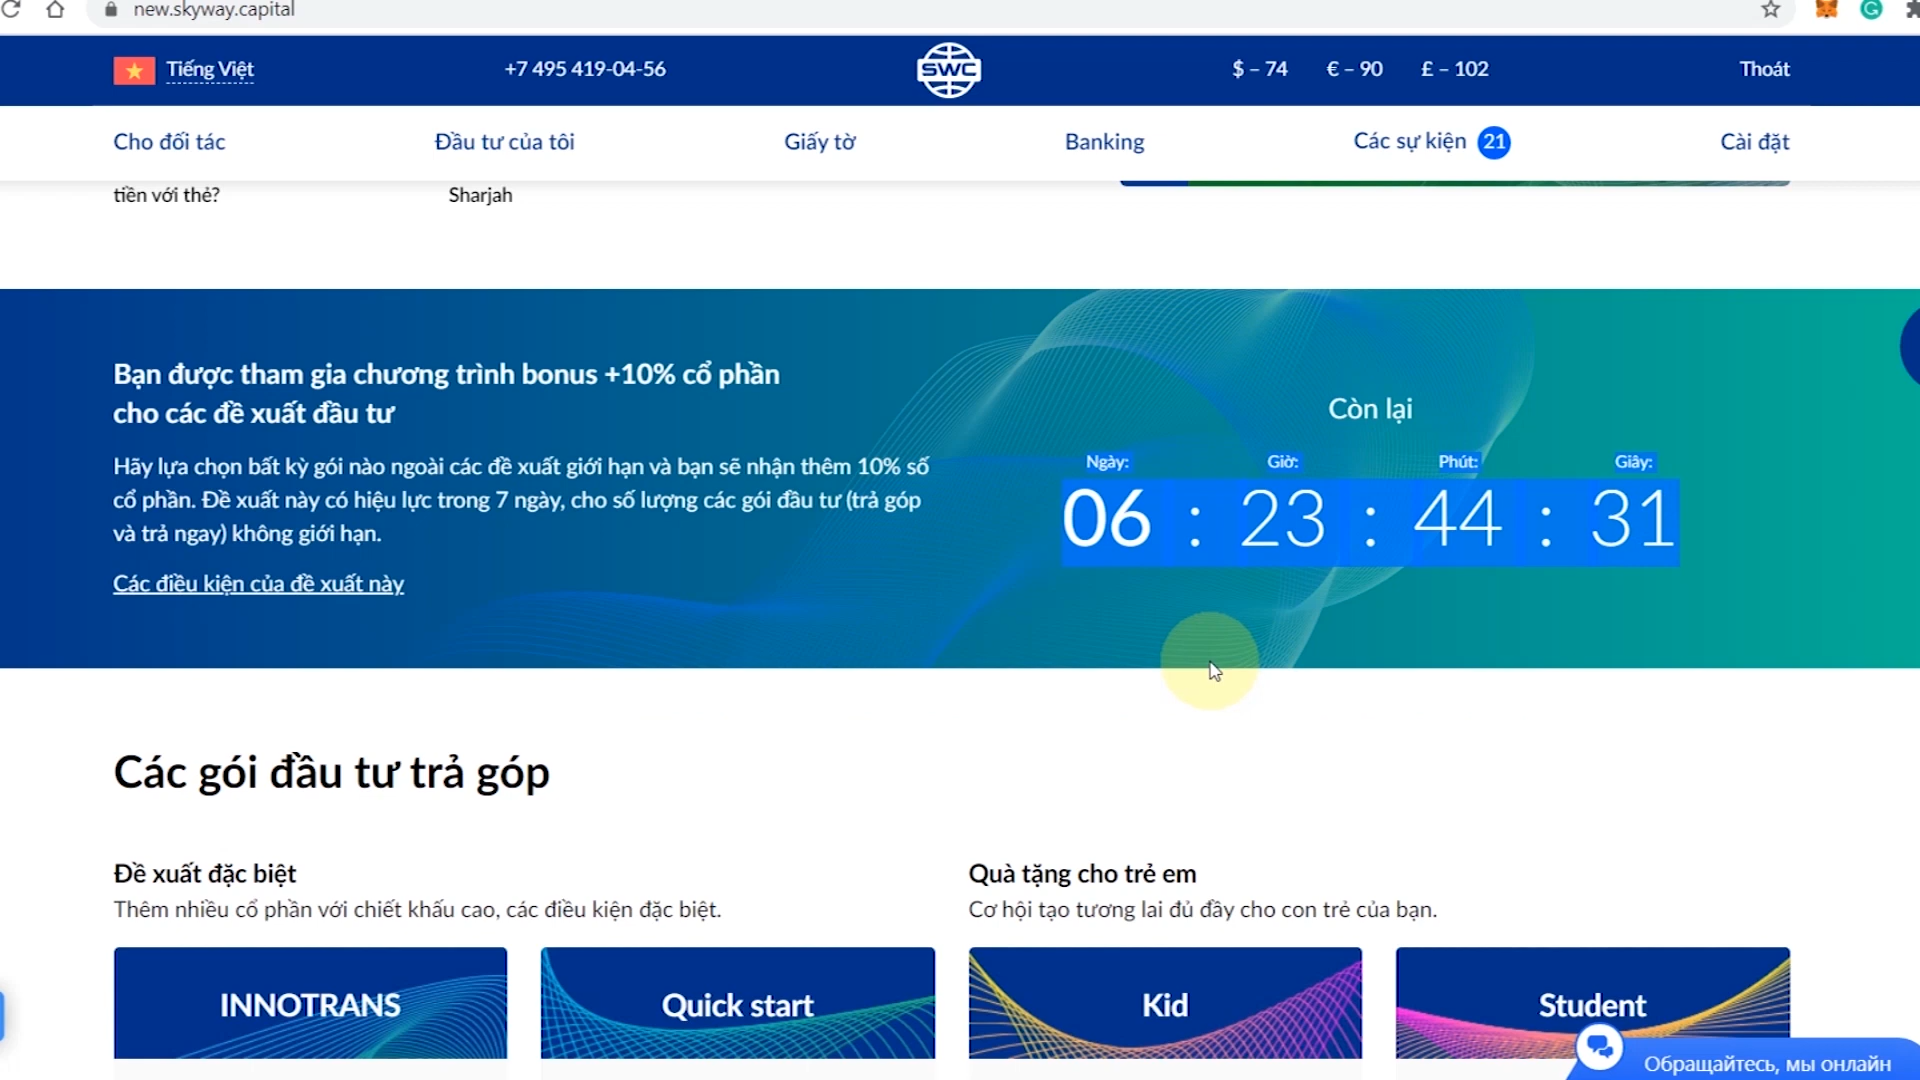 new.skyway.capital
Tiếng Việt
+7 495 419-04-56
SWC
$ – 74
€ – 90
£ – 102
Thoát
Cho đối tác
Đầu tư của tôi
Giấy tờ
Banking
Các sự kiện 21
Cài đặt
tiền với thẻ?
Sharjah
Bạn được tham gia chương trình bonus +10% cổ phần
cho các đề xuất đầu tư
Hãy lựa chọn bất kỳ gói nào ngoài các đề xuất giới hạn và bạn sẽ nhận thêm 10% số
cổ phần. Đề xuất này có hiệu lực trong 7 ngày, cho số lượng các gói đầu tư (trả góp
và trả ngay) không giới hạn.
Các điều kiện của đề xuất này
Còn lại
Ngày: Giờ: Phút: Giây:
06 : 23 : 44 : 31
Các gói đầu tư trả góp
Đề xuất đặc biệt
Thêm nhiều cổ phần với chiết khấu cao, các điều kiện đặc biệt.
Quà tặng cho trẻ em
Cơ hội tạo tương lai đủ đầy cho con trẻ của bạn.
INNOTRANS
Quick start
Kid
Student
Обращайтесь, мы онлайн